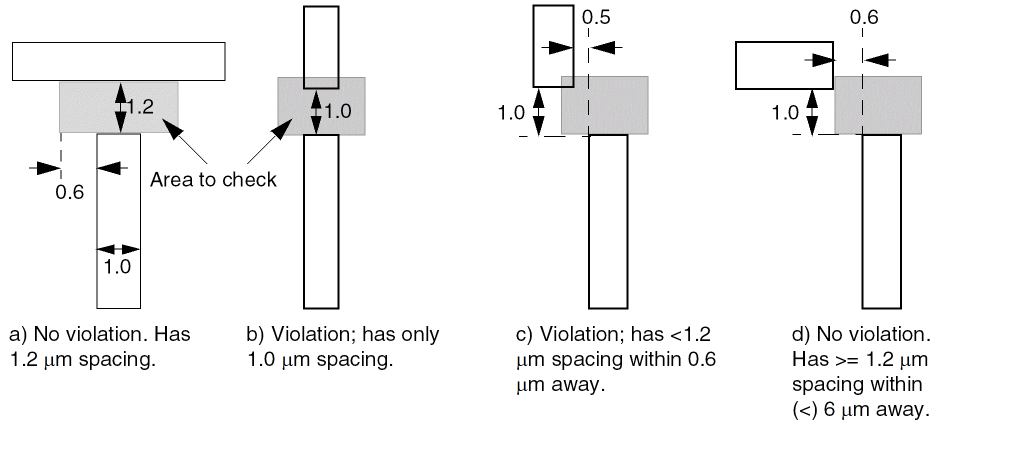 0.5
0.6
1.2
1.0
1.0
1.0
Area to check
0.6
1.0
a) No violation. Has
1.2 μm spacing.
b) Violation; has only
1.0 μm spacing.
c) Violation; has <1.2
μm spacing within 0.6
μm away.
d) No violation.
Has >= 1.2 μm
spacing within
(<) 6 μm away.